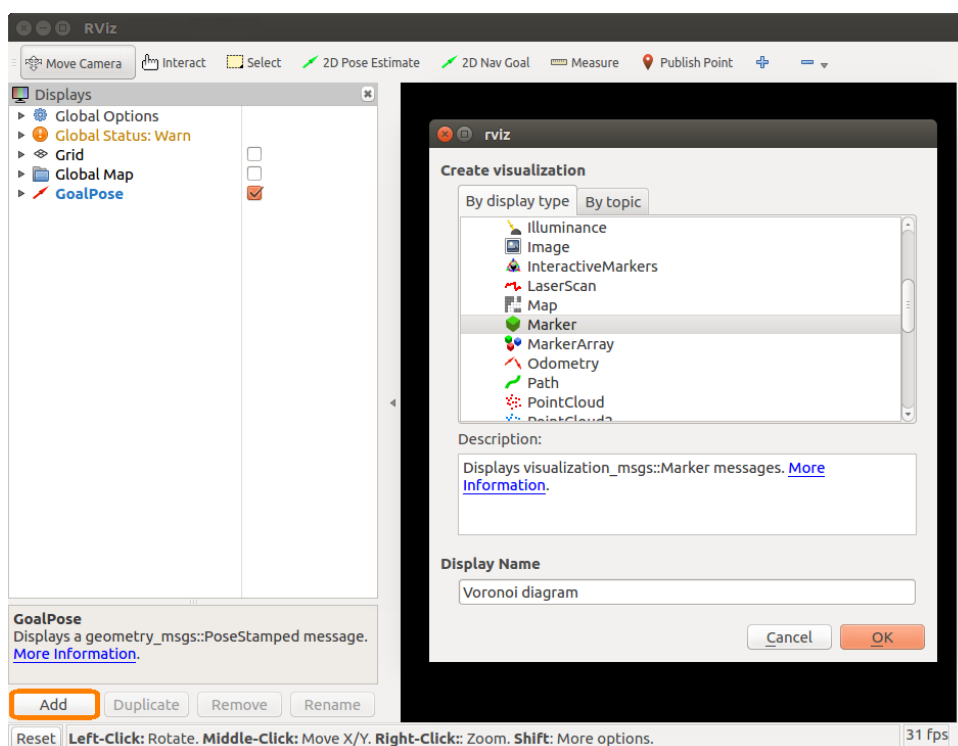 RViz
Move Camera Interact Select 2D Pose Estimate 2D Nav Goal Measure Publish Point
Displays
Global Options
Global Status: Warn
Grid
Global Map
GoalPose
GoalPose
Displays a geometry_msgs::PoseStamped message.
More Information.
Add Duplicate Remove Rename
rviz
Create visualization
By display type By topic
Illuminance
Image
InteractiveMarkers
LaserScan
Map
Marker
MarkerArray
Odometry
Path
PointCloud
PointCloud2
Description:
Displays visualization_msgs::Marker messages. More
Information.
Display Name
Voronoi diagram
Cancel OK
Reset Left-Click: Rotate. Middle-Click: Move X/Y. Right-Click:: Zoom. Shift: More options. 31 fps